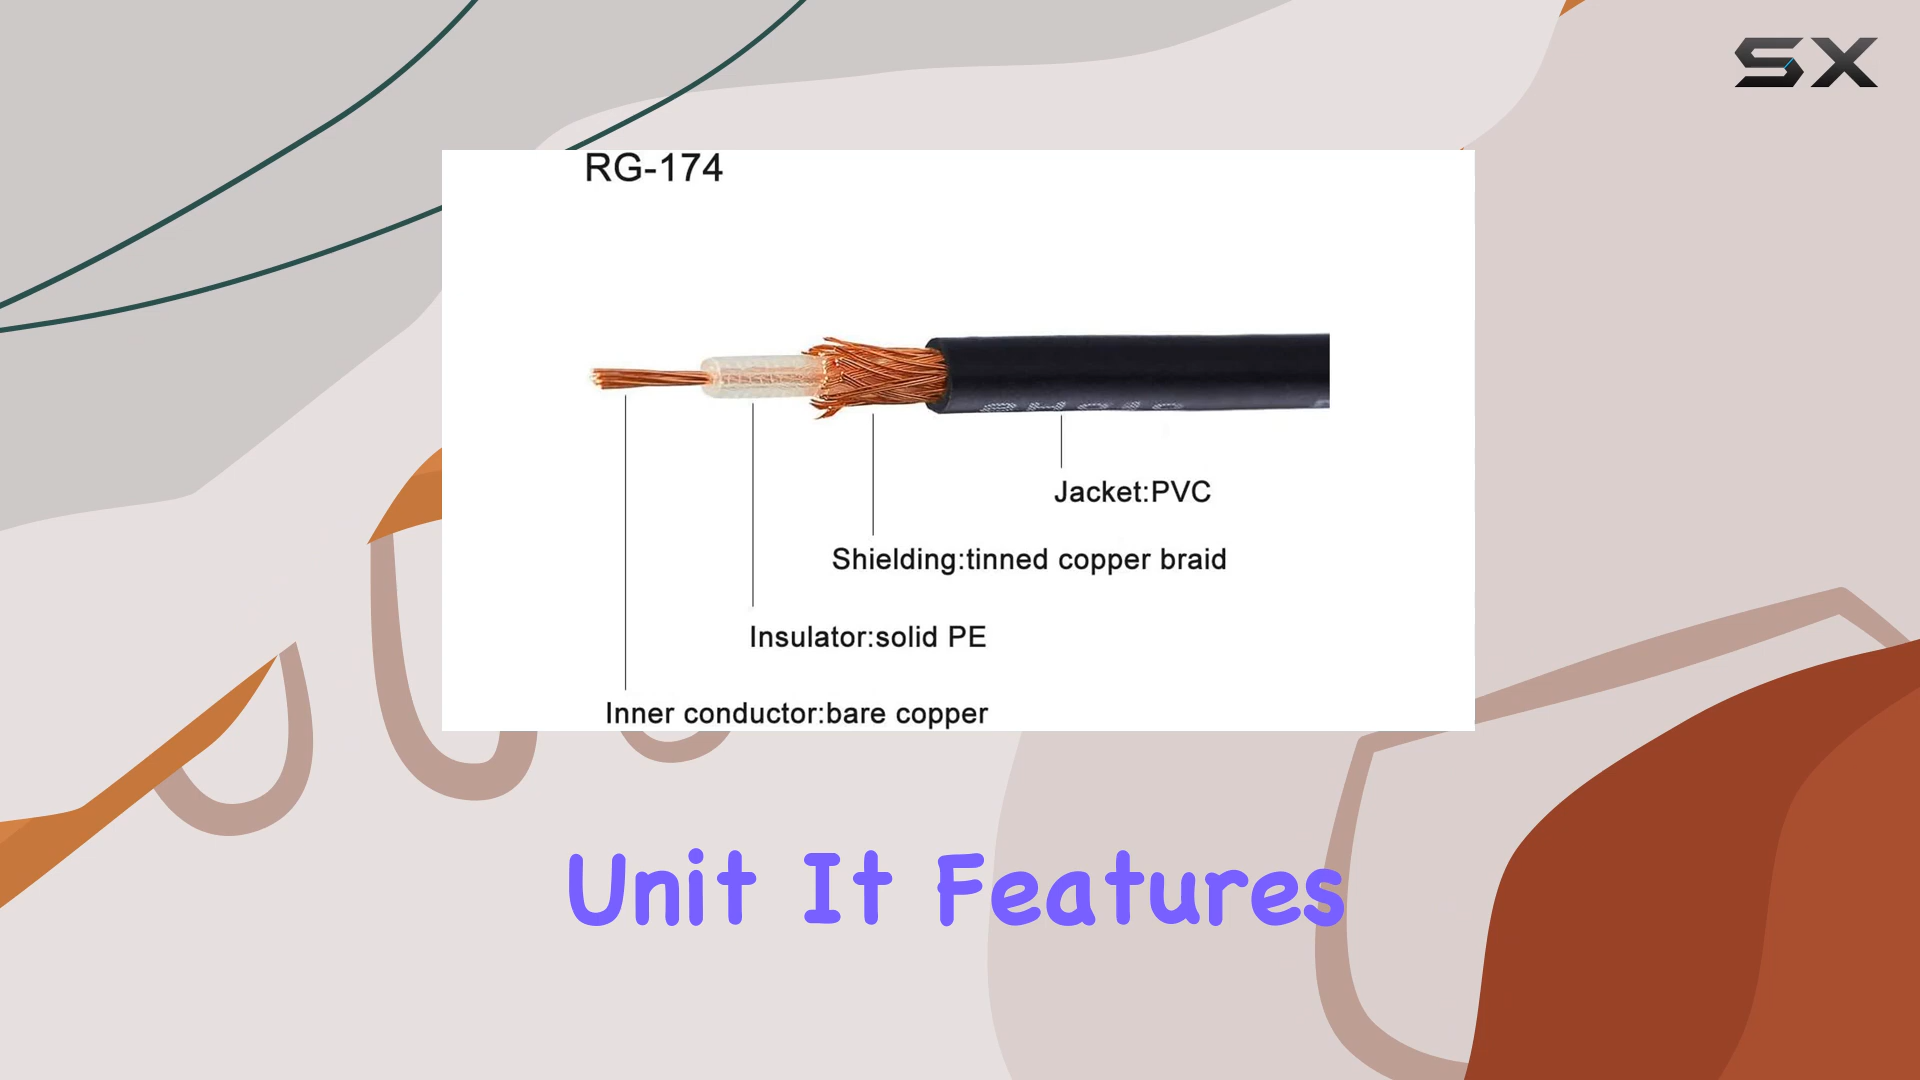 SX
RG-174
Jacket:PVC
Shielding:tinned copper braid
Insulator:solid PE
Inner conductor:bare copper
Unit It Features